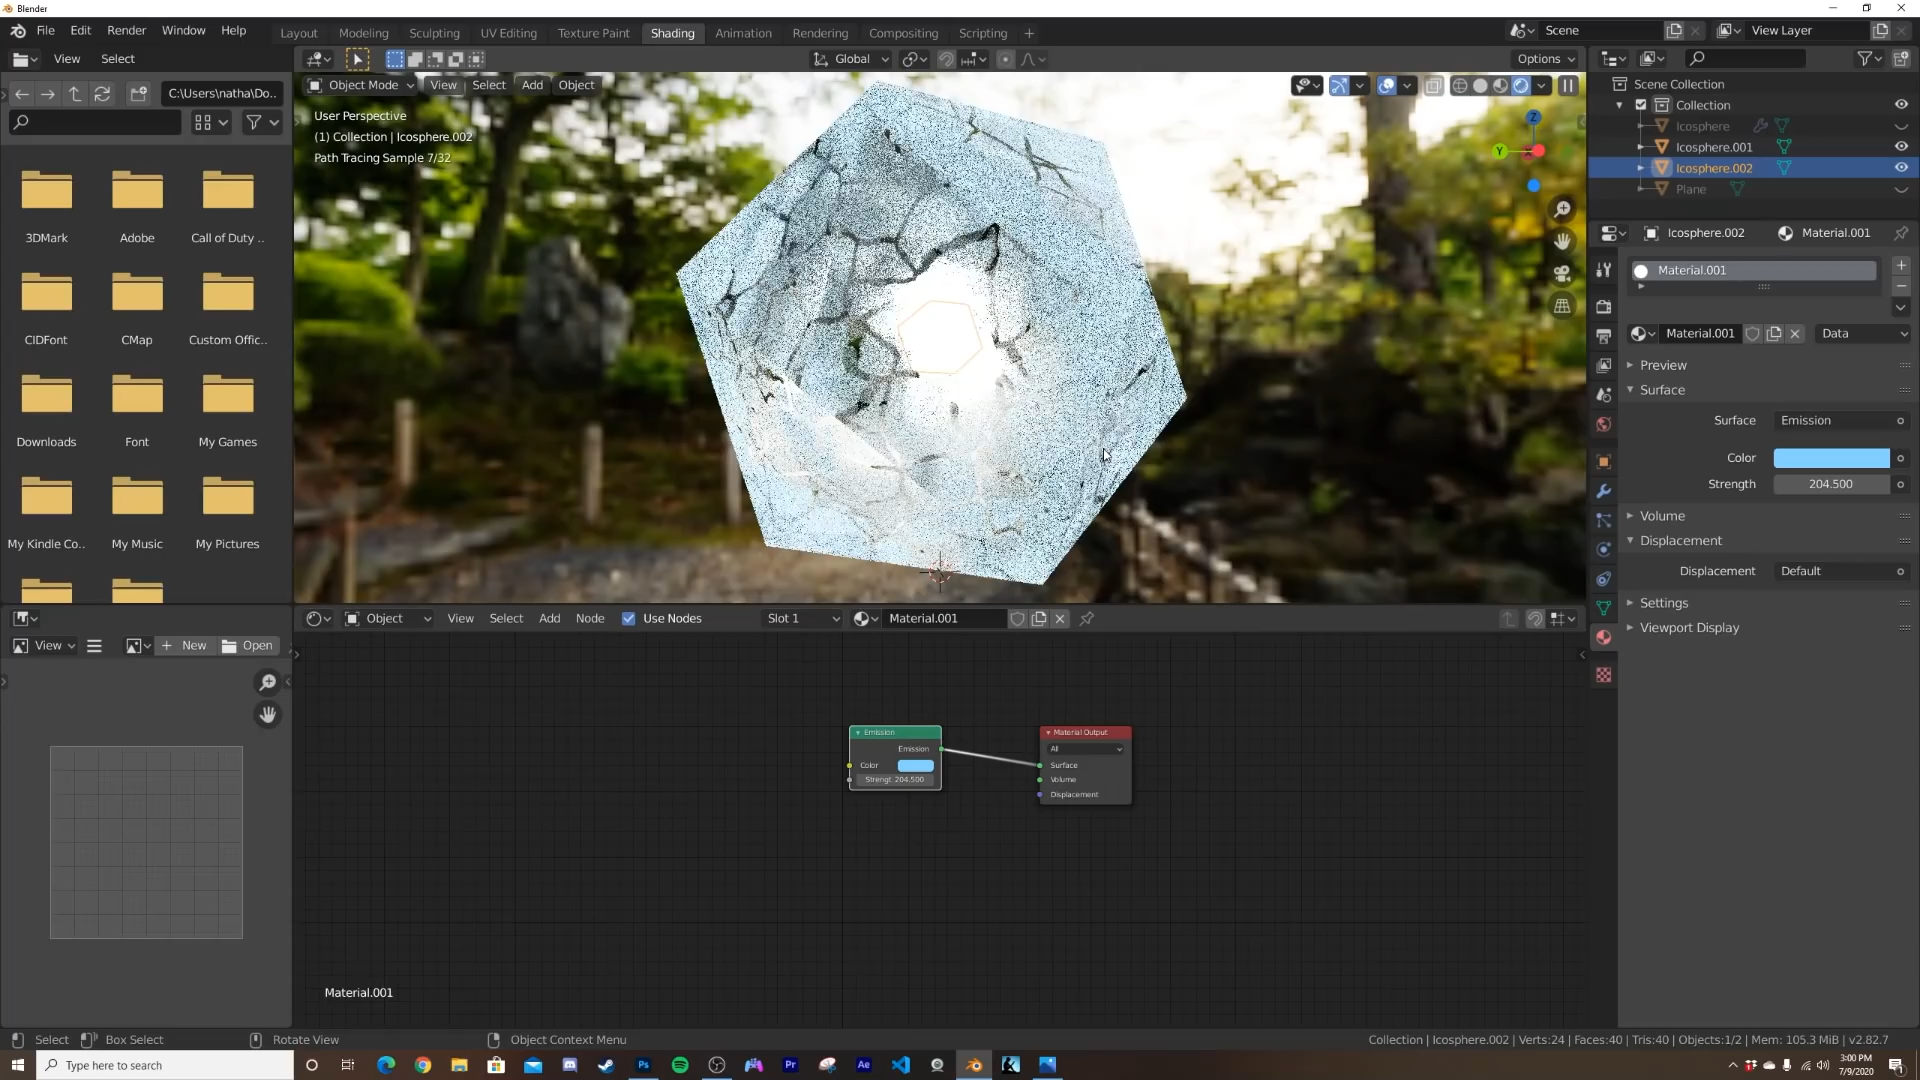 Blender
File Edit Render Window Help
Layout Modeling Sculpting UV Editing Texture Paint Shading Animation Rendering Compositing Scripting +
Scene
View Layer
View Select
Global
Options
C:\Users\natha\Do..
Object Mode View Select Add Object
User Perspective
(1) Collection | Icosphere.002
Path Tracing Sample 7/32
Z
Y
3DMark Adobe Call of Duty ..
CIDFont CMap Custom Offic..
Downloads Font My Games
My Kindle Co.. My Music My Pictures
Scene Collection
Collection
Icosphere
Icosphere.001
Icosphere.002
Plane
Icosphere.002 Material.001
Material.001
Material.001 Data
Preview
Surface
Surface Emission
Color
Strength 204.500
Volume
Displacement
Displacement Default
Settings
Viewport Display
View New Open
Object View Select Add Node Use Nodes Slot 1 Material.001
Emission
Emission
Color
Strengt 204.500
Material Output
All
Surface
Volume
Displacement
Material.001
Select Box Select Rotate View Object Context Menu
Collection | Icosphere.002 | Verts:24 | Faces:40 | Tris:40 | Objects:1/2 | Mem: 105.3 MiB | v2.82.7
Type here to search
Ps
Pr
Ae
3:00 PM
7/9/2020